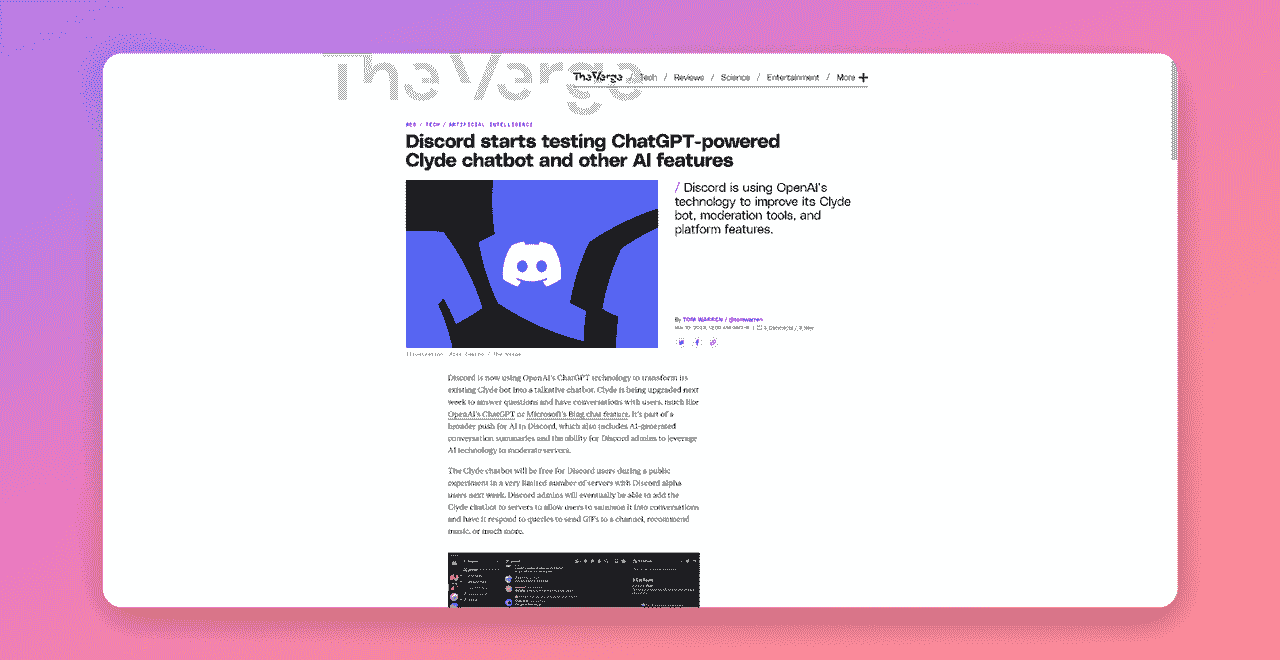 The Verge
TheVerge / Tech / Reviews / Science / Entertainment / More +
/ TECH / ARTIFICIAL INTELLIGENCE
Discord starts testing ChatGPT-powered
Clyde chatbot and other AI features
/ Discord is using OpenAI's
technology to improve its Clyde
bot, moderation tools, and
platform features.
By TOM WARREN / @tomwarren
Discord is now using OpenAI's ChatGPT technology to transform its
existing Clyde bot into a talkative chatbot. Clyde is being upgraded next
week to answer questions and have conversations with users, much like
OpenAI's ChatGPT or Microsoft's Bing chat feature. It's part of a
broader push for AI in Discord, which also includes AI-generated
conversation summaries and the ability for Discord admins to leverage
AI technology to moderate servers.
The Clyde chatbot will be free for Discord users during a public
experiment in a very limited number of servers with Discord alpha
users next week. Discord admins will eventually be able to add the
Clyde chatbot to servers to allow users to summon it into conversations
and have it respond to queries to send GIFs to a channel, recommend
music, or much more.